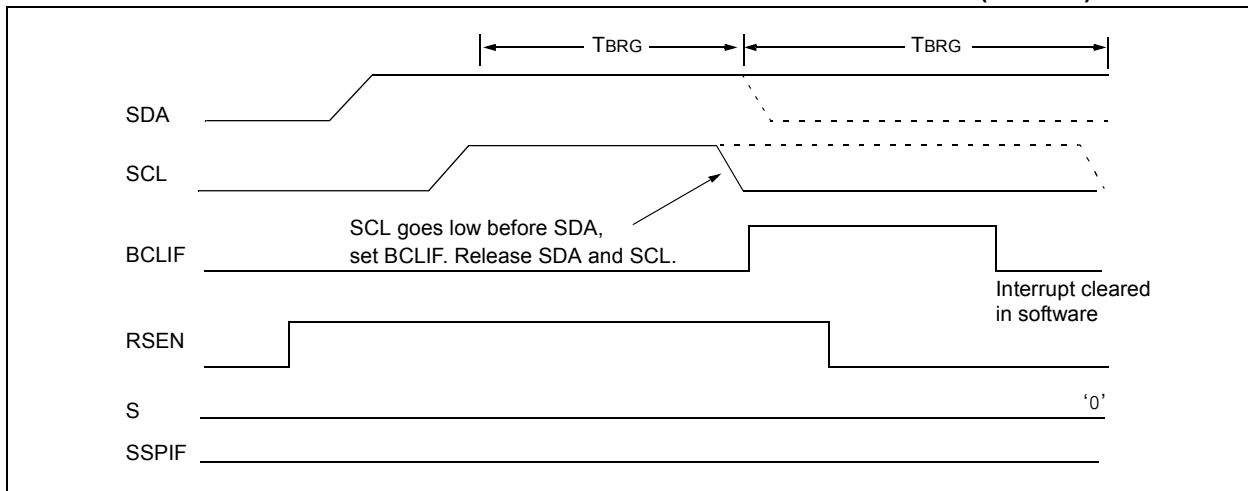 TBRG
TBRG
SDA
SCL
SCL goes low before SDA,
set BCLIF. Release SDA and SCL.
BCLIF
Interrupt cleared
in software
RSEN
S
'0'
SSPIF